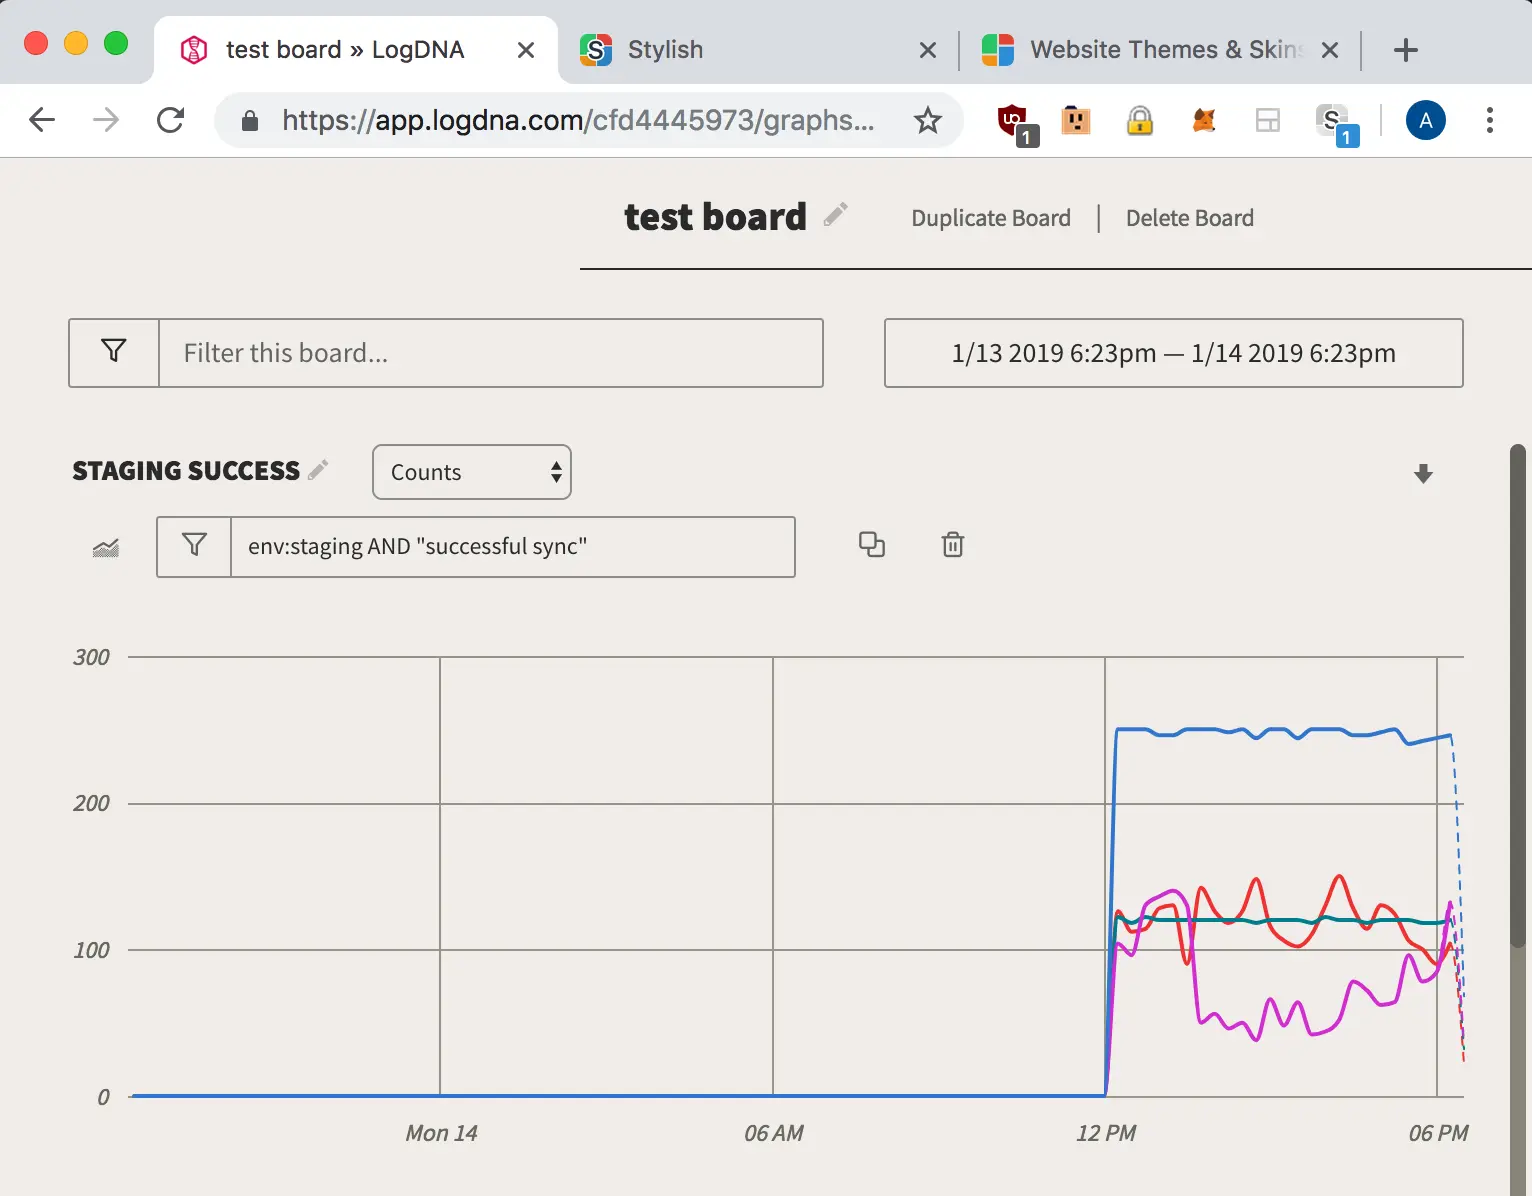 test board » LogDNA
Stylish
Website Themes & Skins
https://app.logdna.com/cfd4445973/graphs...
1
1
A
test board
Duplicate Board | Delete Board
Filter this board...
1/13 2019 6:23pm — 1/14 2019 6:23pm
STAGING SUCCESS
Counts
env:staging AND "successful sync"
300
200
100
0
Mon 14
06 AM
12 PM
06 PM